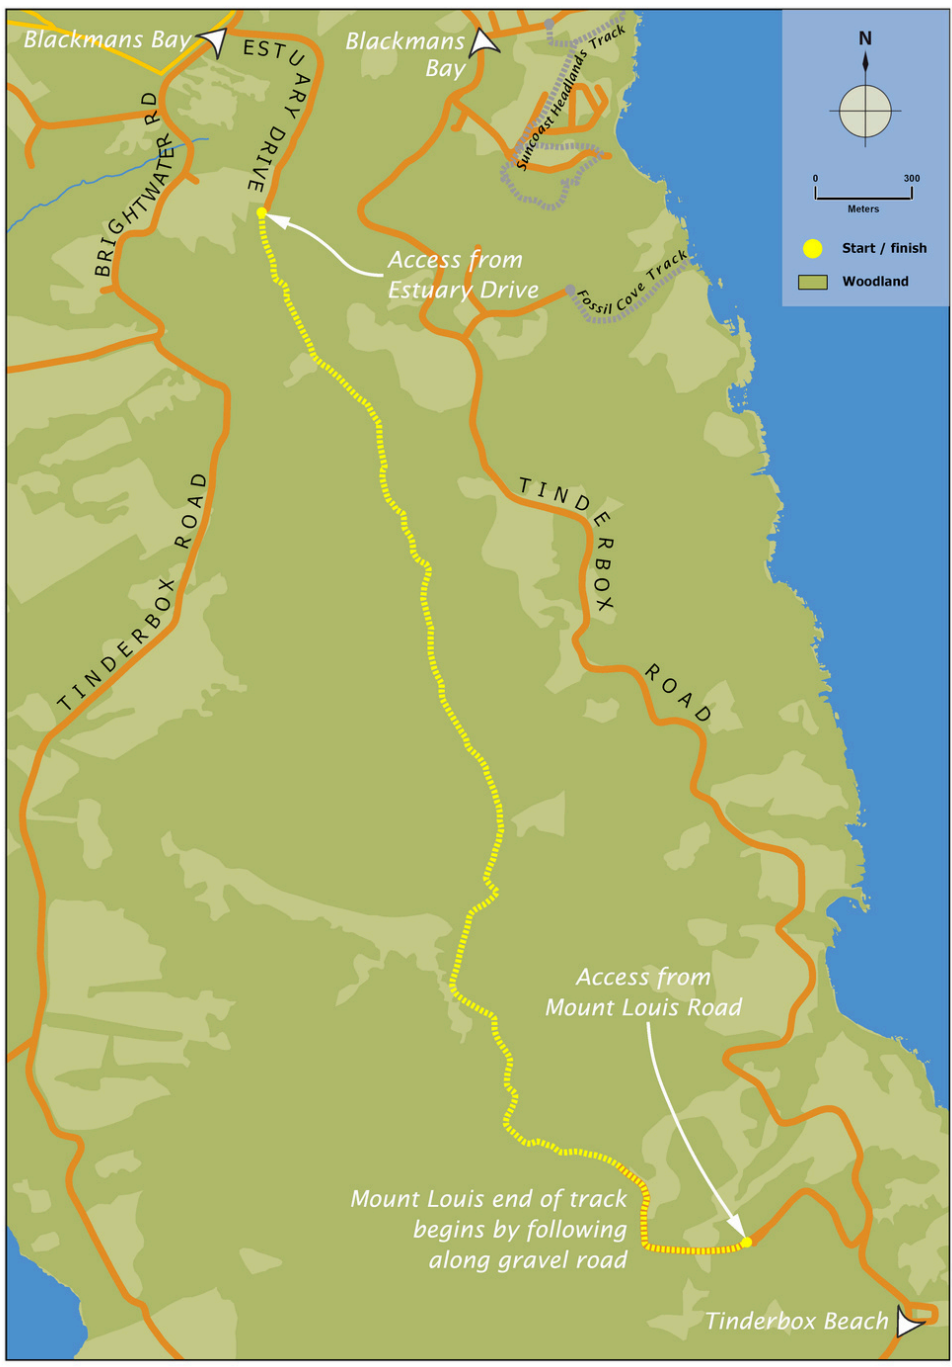 Blackmans Bay
ESTUARY DRIVE
Blackmans
Bay
Suncoast Headlands Track
N
0 300
Meters
Start / finish
Woodland
BRIGHTWATER RD
Access from
Estuary Drive
Fossil Cove Track
TINDERBOX ROAD
TINDERBOX ROAD
Access from
Mount Louis Road
Mount Louis end of track
begins by following
along gravel road
Tinderbox Beach